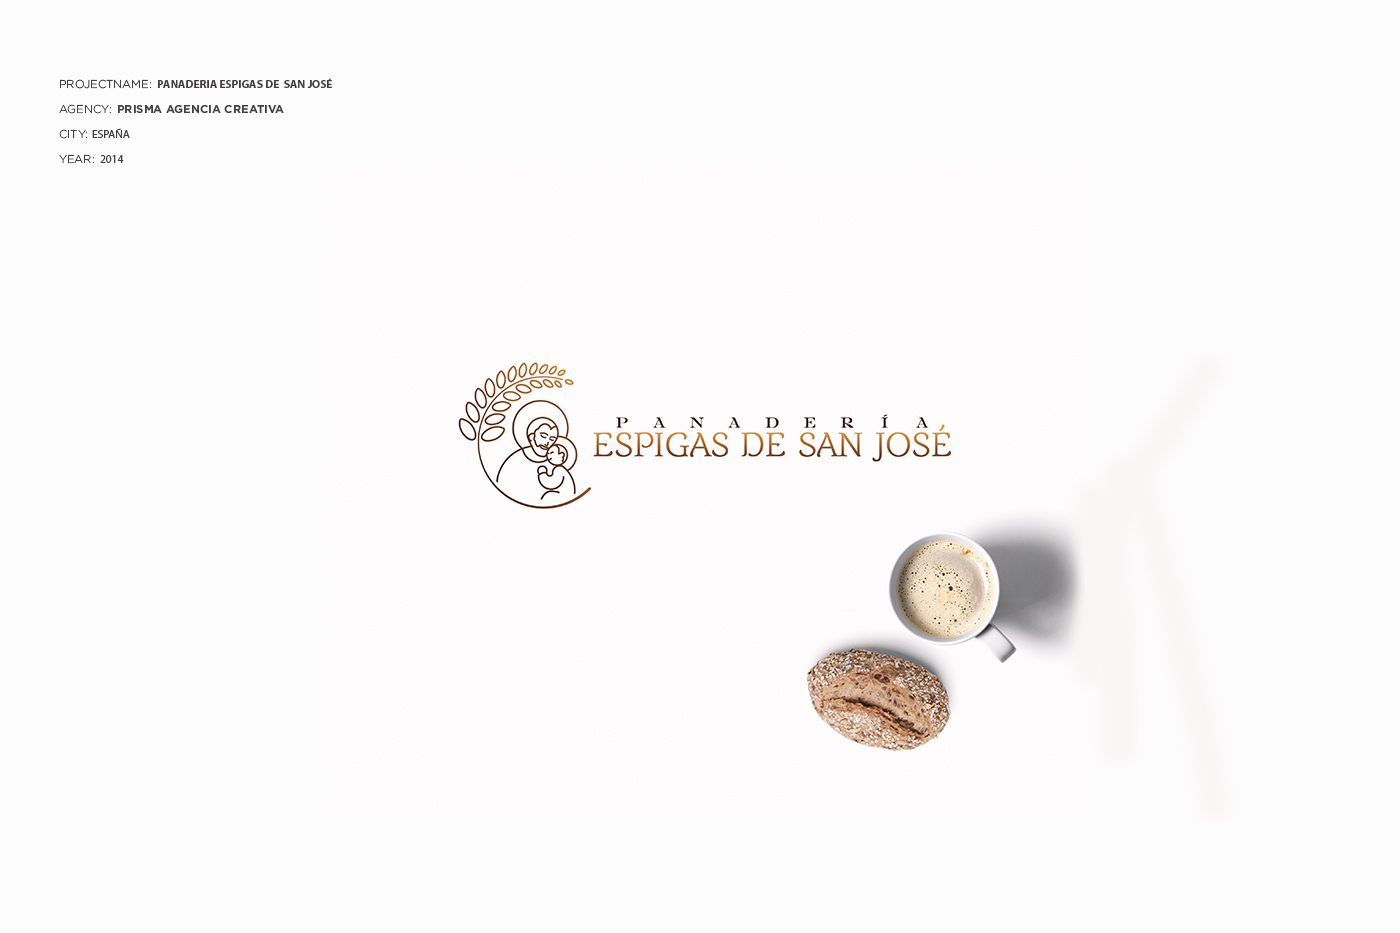 PROJECTNAME: PANADERIA ESPIGAS DE SAN JOSÉ
AGENCY: PRISMA AGENCIA CREATIVA
CITY: ESPAÑA
YEAR: 2014
PANADERÍA
ESPIGAS DE SAN JOSÉ